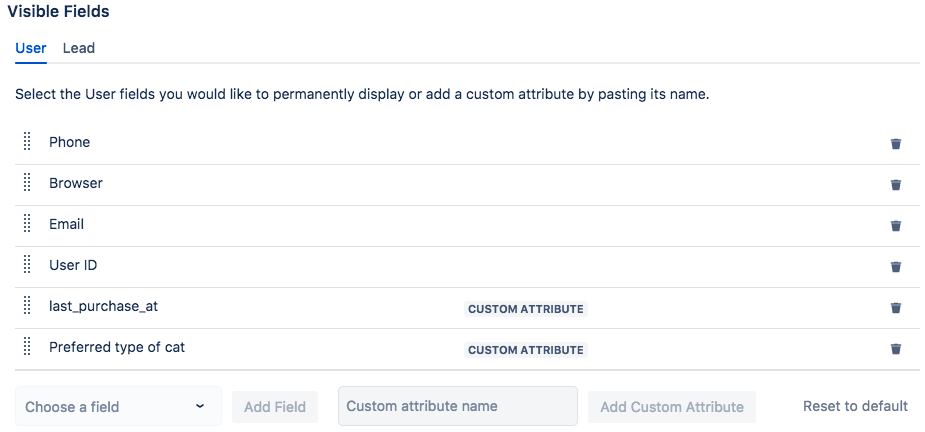 Visible Fields
User Lead
Select the User fields you would like to permanently display or add a custom attribute by pasting its name.
Phone
Browser
Email
User ID
last_purchase_at CUSTOM ATTRIBUTE
Preferred type of cat CUSTOM ATTRIBUTE
Choose a field Add Field Custom attribute name Add Custom Attribute Reset to default